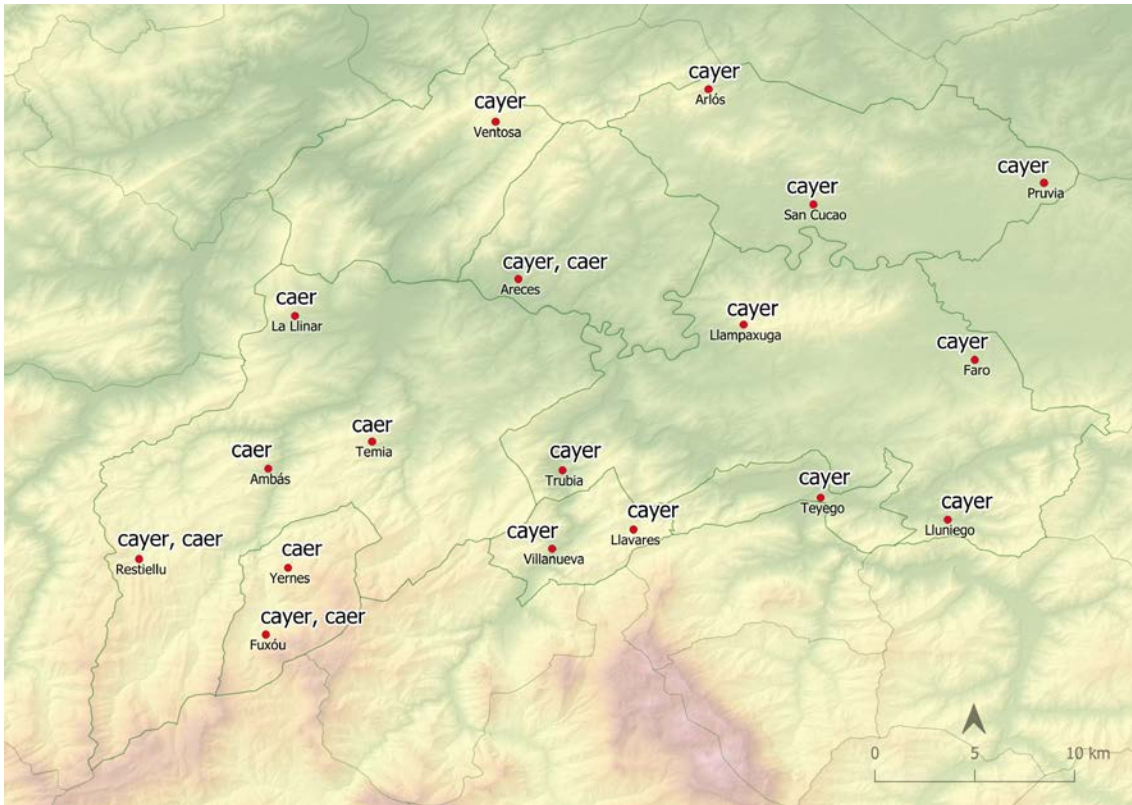 cayer
Arlós
cayer
Ventosa
cayer
Pruvia
cayer
San Cucao
cayer, caer
Areces
caer
La Llinar
cayer
Llampaxuga
cayer
Faro
caer
Temia
caer
Ambás
cayer
Trubia
cayer
Teyego
cayer
Lluniego
cayer
Llavares
cayer
Villanueva
cayer, caer
Restiellu
caer
Yernes
cayer, caer
Fuxóu
0 5 10 km